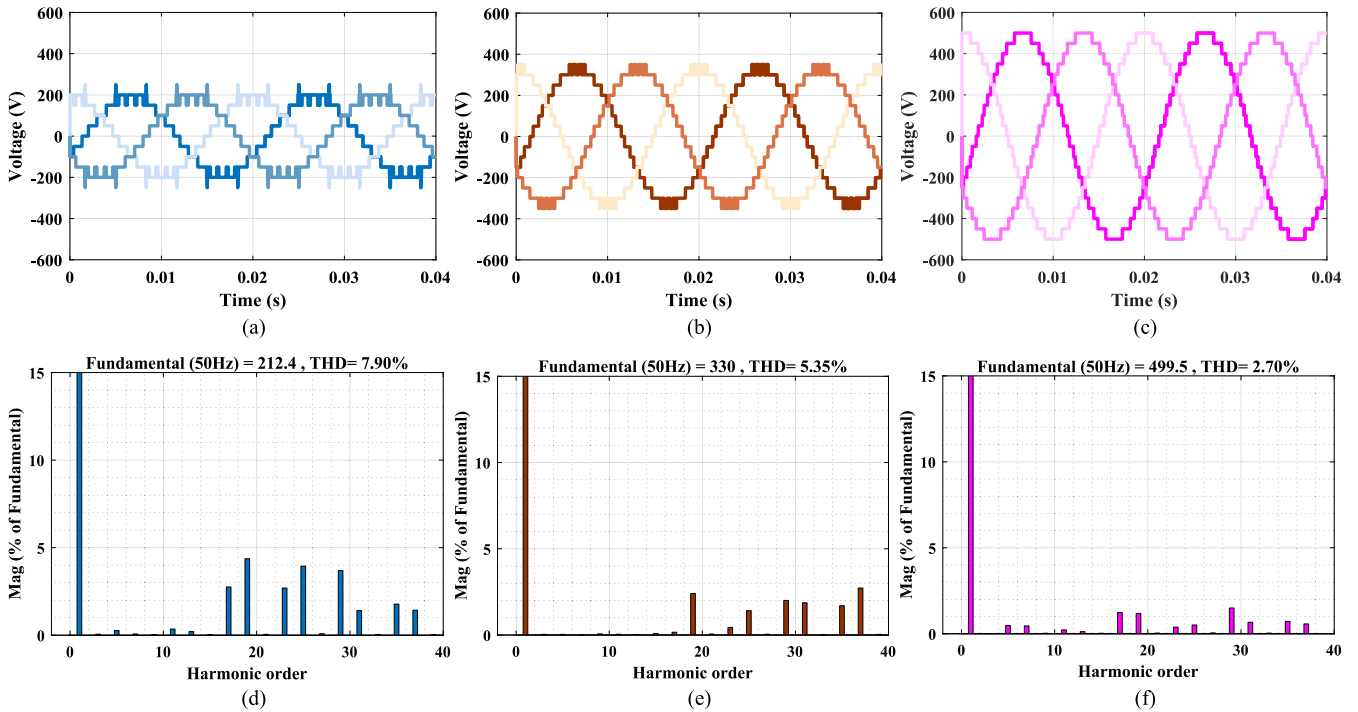 600
400
200
0
-200
-400
-600
Voltage (V)
0 0.01 0.02 0.03 0.04
Time (s)
(a)
600
400
200
0
-200
-400
-600
Voltage (V)
0 0.01 0.02 0.03 0.04
Time (s)
(b)
600
400
200
0
-200
-400
-600
Voltage (V)
0 0.01 0.02 0.03 0.04
Time (s)
(c)
Fundamental (50Hz) = 212.4 , THD= 7.90%
15
10
5
0
Mag (% of Fundamental)
0 10 20 30 40
Harmonic order
(d)
Fundamental (50Hz) = 330 , THD= 5.35%
15
10
5
0
Mag (% of Fundamental)
0 10 20 30 40
Harmonic order
(e)
Fundamental (50Hz) = 499.5 , THD= 2.70%
15
10
5
0
Mag (% of Fundamental)
0 10 20 30 40
Harmonic order
(f)